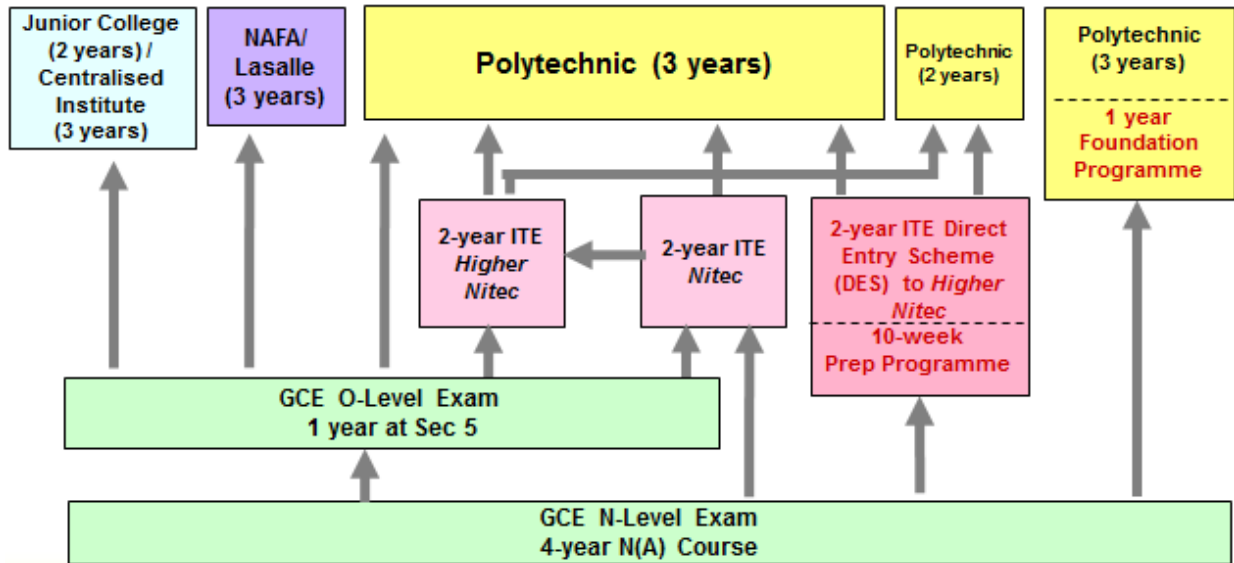 Junior College
(2 years) /
Centralised
Institute
(3 years)
NAFA/
Lasalle
(3 years)
Polytechnic (3 years)
Polytechnic
(2 years)
Polytechnic
(3 years)
1 year
Foundation
Programme
2-year ITE
Higher
Nitec
2-year ITE
Nitec
2-year ITE Direct
Entry Scheme
(DES) to Higher
Nitec
10-week
Prep Programme
GCE O-Level Exam
1 year at Sec 5
GCE N-Level Exam
4-year N(A) Course